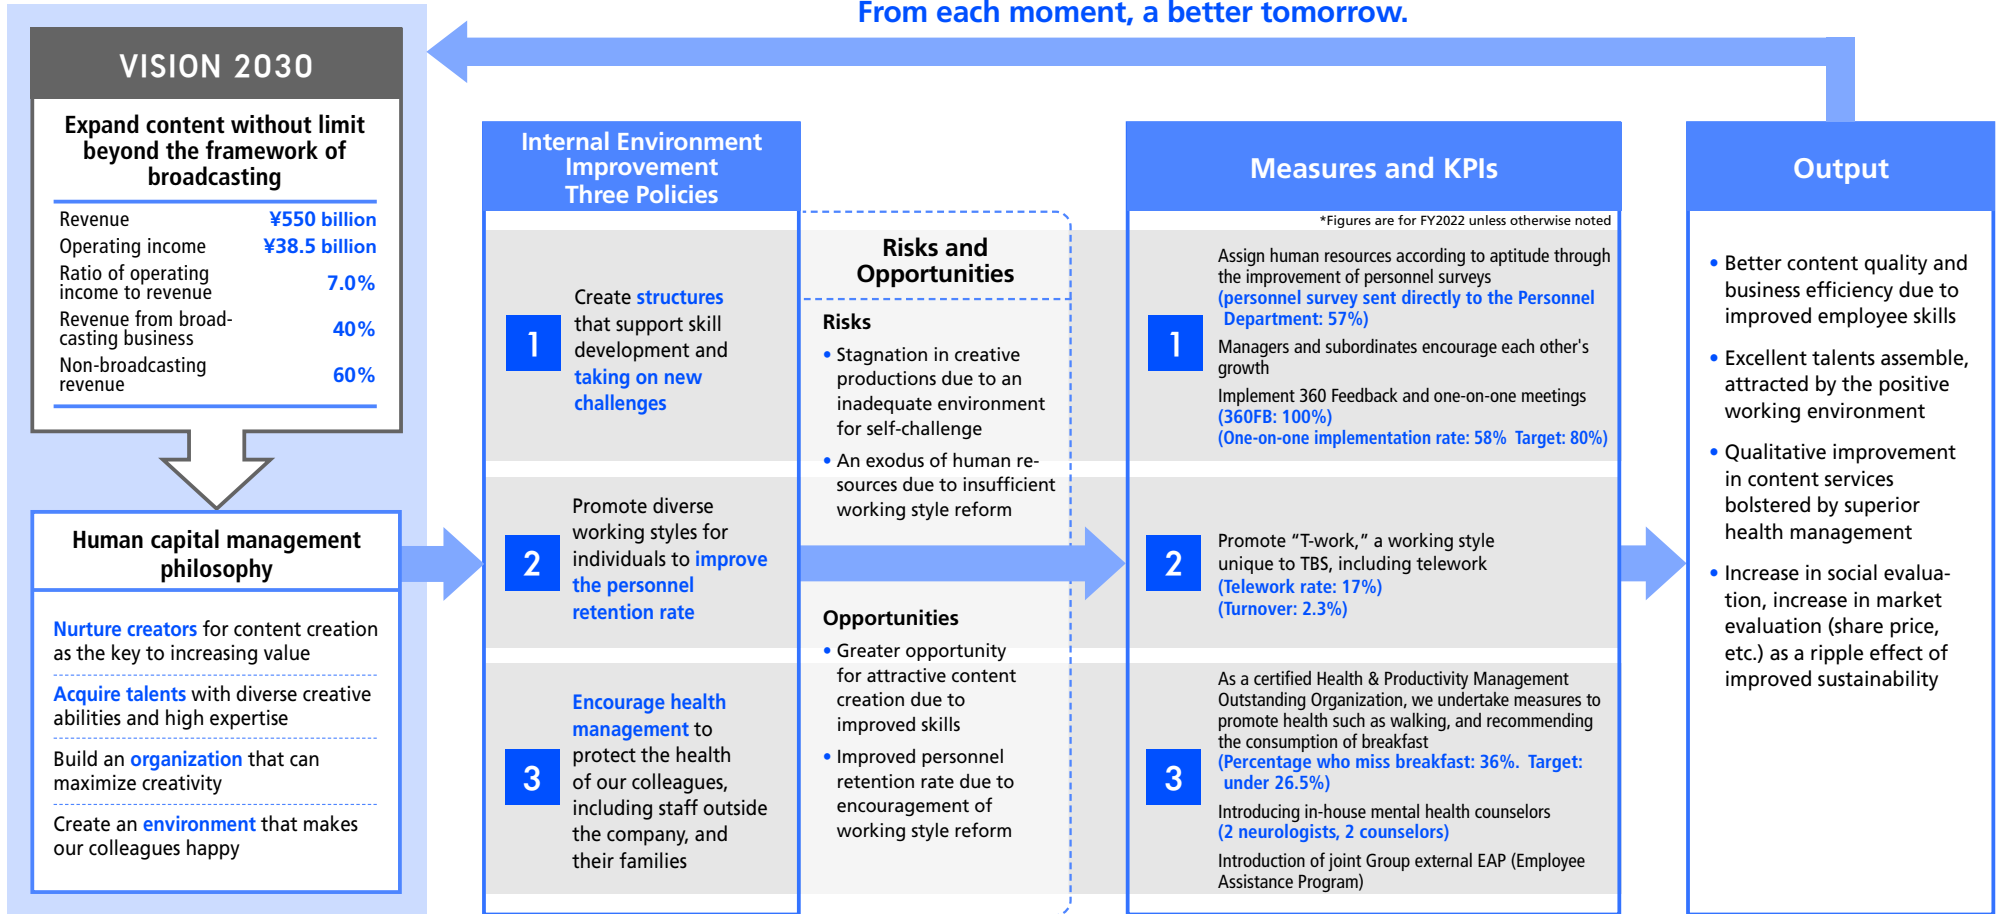 From each moment, a better tomorrow.
VISION 2030
Expand content without limit
beyond the framework of
broadcasting
Revenue ¥550 billion
Operating income ¥38.5 billion
Ratio of operating
income to revenue 7.0%
Revenue from broad-
casting business 40%
Non-broadcasting
revenue 60%
Human capital management
philosophy
Nurture creators for content creation
as the key to increasing value
Acquire talents with diverse creative
abilities and high expertise
Build an organization that can
maximize creativity
Create an environment that makes
our colleagues happy
Internal Environment
Improvement
Three Policies
1
Create structures
that support skill
development and
taking on new
challenges
2
Promote diverse
working styles for
individuals to improve
the personnel
retention rate
3
Encourage health
management to
protect the health
of our colleagues,
including staff outside
the company, and
their families
Risks and
Opportunities
Risks
• Stagnation in creative
productions due to an
inadequate environment
for self-challenge
• An exodus of human re-
sources due to insufficient
working style reform
Opportunities
• Greater opportunity
for attractive content
creation due to
improved skills
• Improved personnel
retention rate due to
encouragement of
working style reform
Measures and KPIs
*Figures are for FY2022 unless otherwise noted
1
Assign human resources according to aptitude through
the improvement of personnel surveys
(personnel survey sent directly to the Personnel
Department: 57%)
Managers and subordinates encourage each other's
growth
Implement 360 Feedback and one-on-one meetings
(360FB: 100%)
(One-on-one implementation rate: 58% Target: 80%)
2
Promote “T-work,” a working style
unique to TBS, including telework
(Telework rate: 17%)
(Turnover: 2.3%)
3
As a certified Health & Productivity Management
Outstanding Organization, we undertake measures to
promote health such as walking, and recommending
the consumption of breakfast
(Percentage who miss breakfast: 36%. Target:
under 26.5%)
Introducing in-house mental health counselors
(2 neurologists, 2 counselors)
Introduction of joint Group external EAP (Employee
Assistance Program)
Output
• Better content quality and
business efficiency due to
improved employee skills
• Excellent talents assemble,
attracted by the positive
working environment
• Qualitative improvement
in content services
bolstered by superior
health management
• Increase in social evalua-
tion, increase in market
evaluation (share price,
etc.) as a ripple effect of
improved sustainability